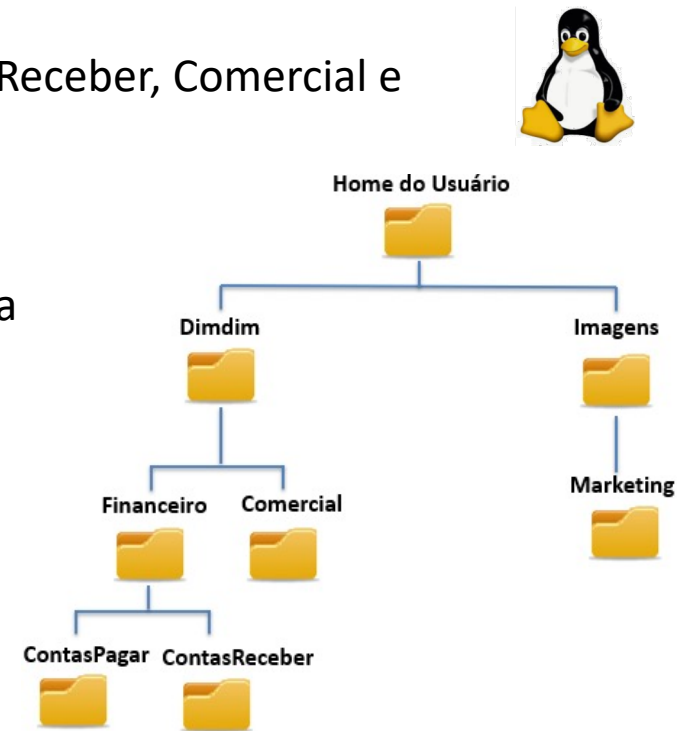 Receber, Comercial e
Home do Usuário
a
Dimdim
Imagens
Financeiro
Comercial
Marketing
ContasPagar
ContasReceber